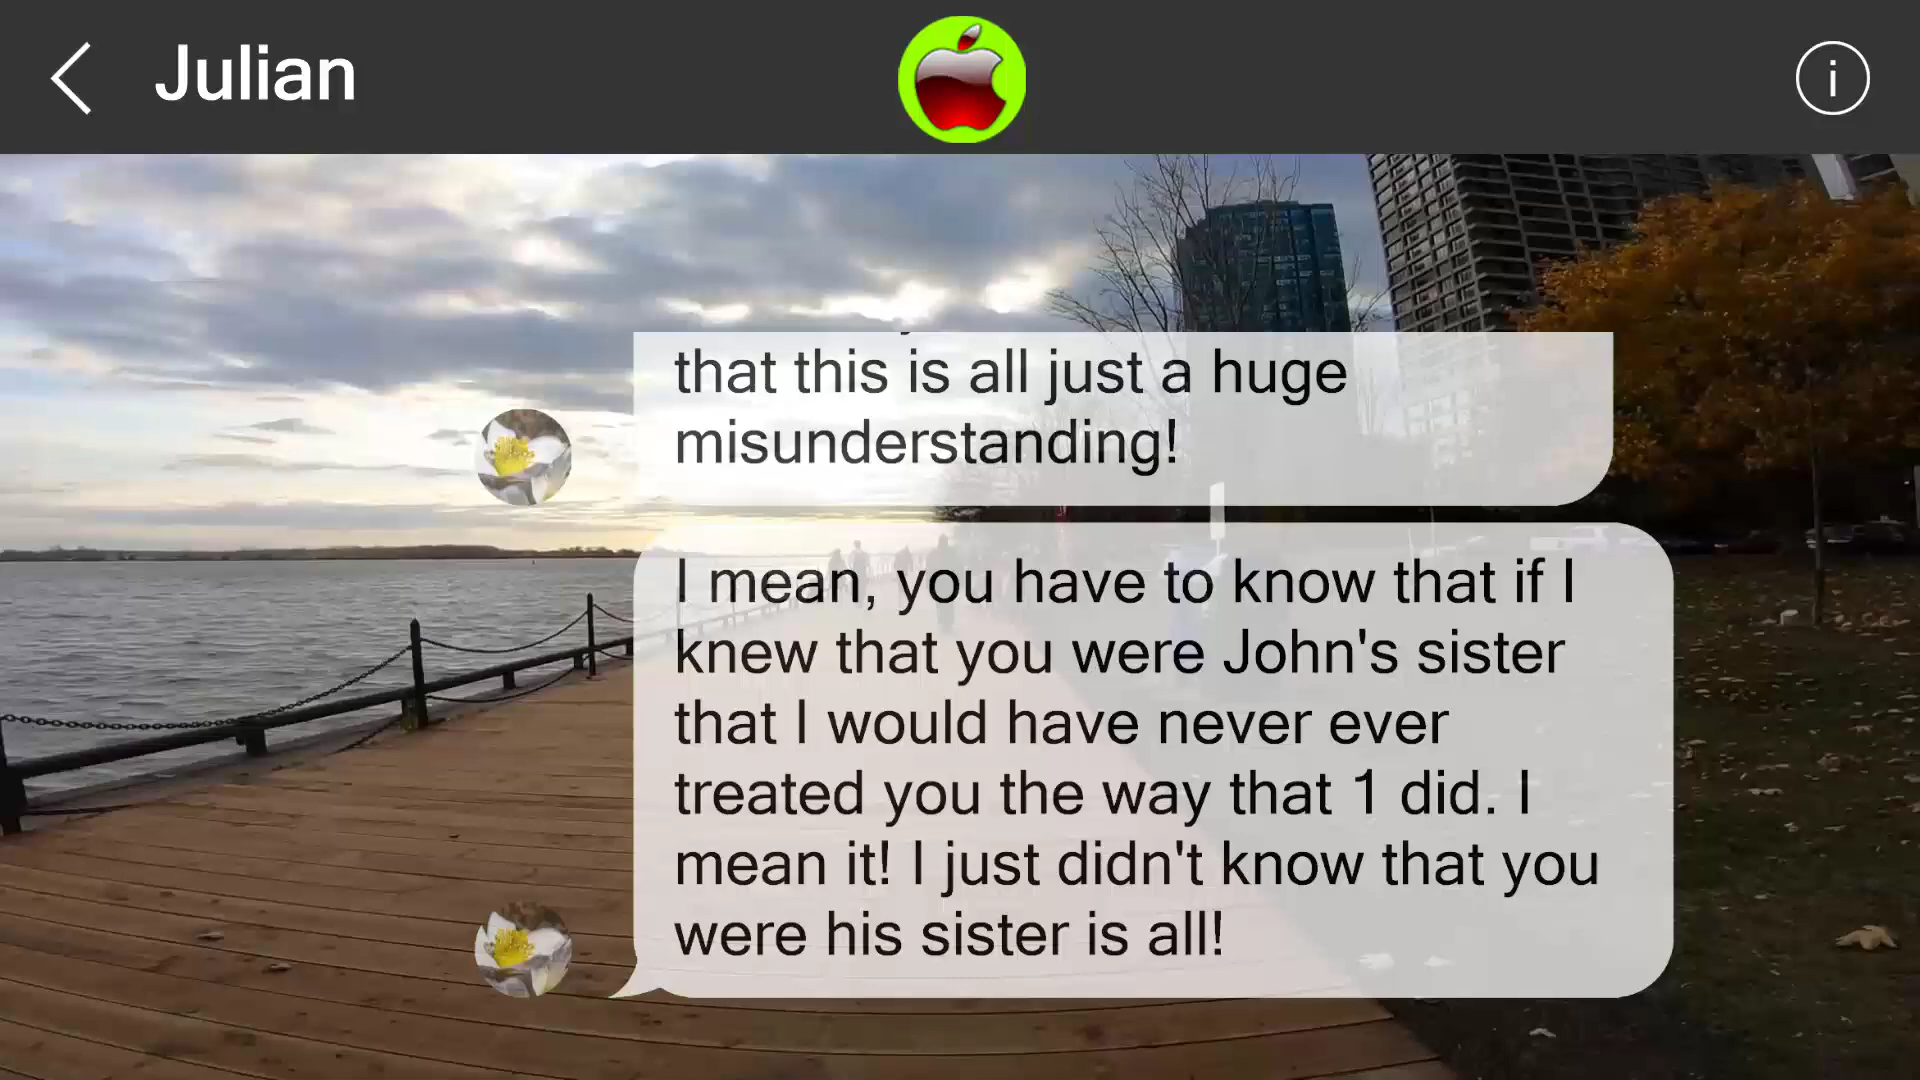 Julian
i
that this is all just a huge
misunderstanding!
I mean, you have to know that if I
knew that you were John's sister
that I would have never ever
treated you the way that 1 did. I
mean it! I just didn't know that you
were his sister is all!